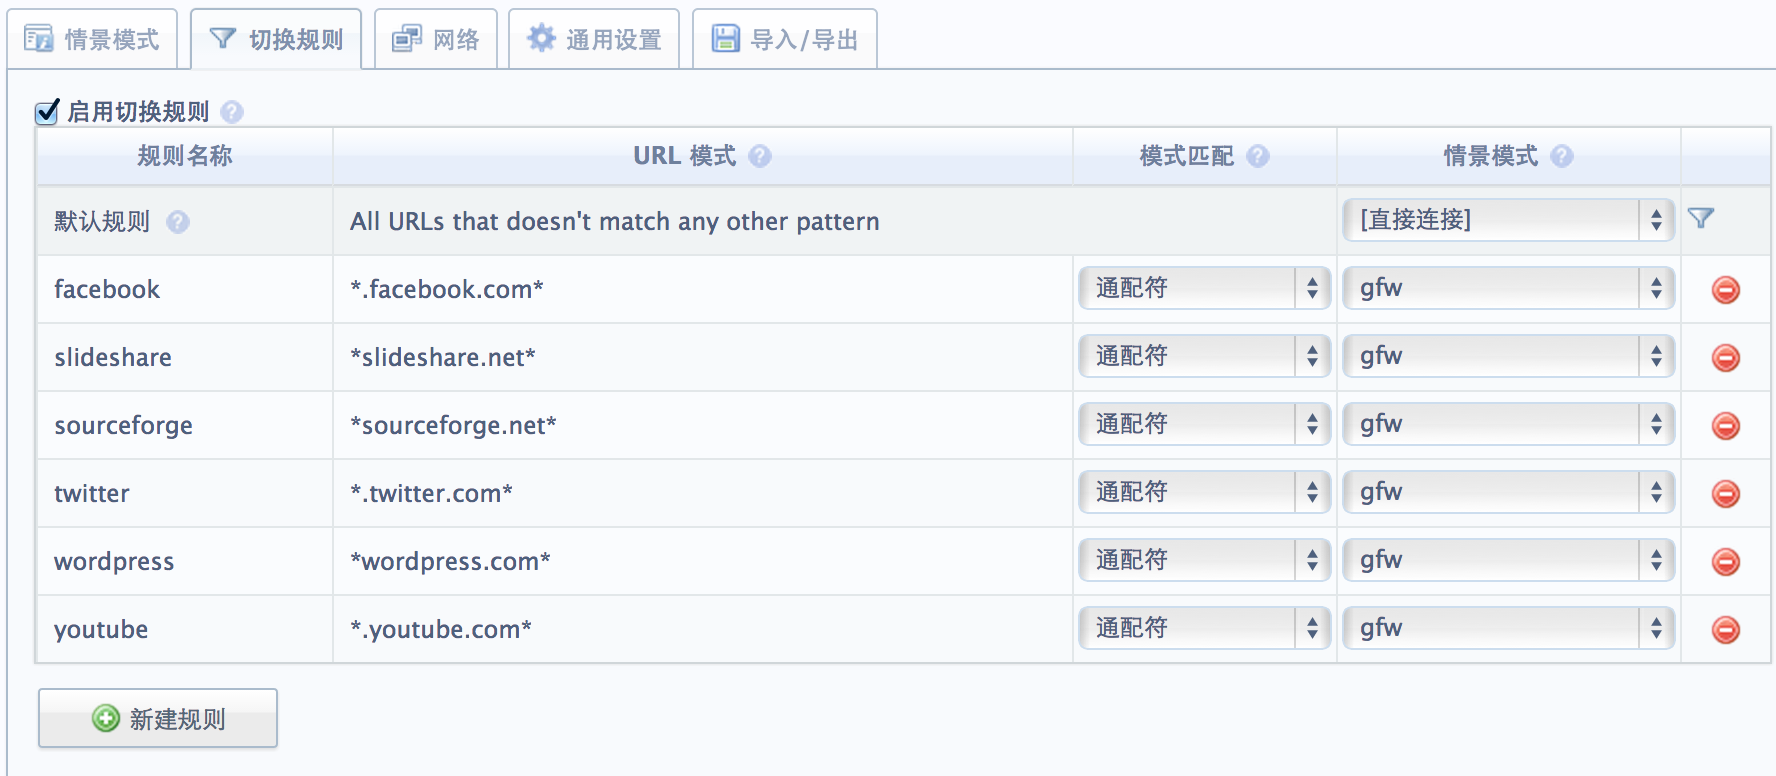 情景模式 切换规则 网络 通用设置 导入/导出
启用切换规则 ?
规则名称 URL 模式 ? 模式匹配 ? 情景模式 ?
默认规则 ? All URLs that doesn't match any other pattern [直接连接]
facebook *.facebook.com* 通配符 gfw
slideshare *slideshare.net* 通配符 gfw
sourceforge *sourceforge.net* 通配符 gfw
twitter *.twitter.com* 通配符 gfw
wordpress *wordpress.com* 通配符 gfw
youtube *.youtube.com* 通配符 gfw
新建规则